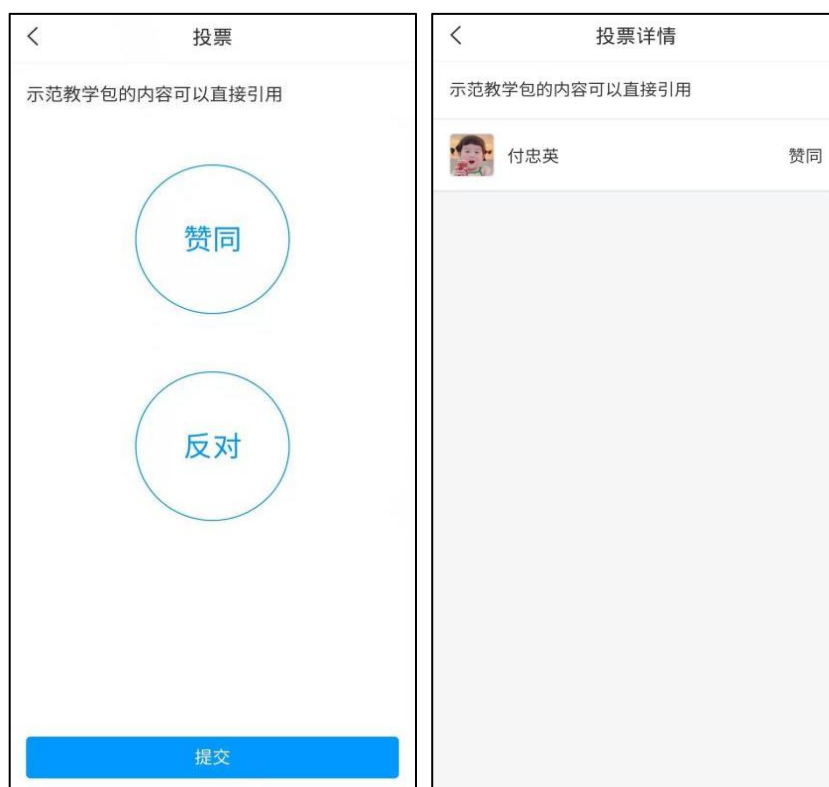 投票
示范教学包的内容可以直接引用
赞同
反对
提交
投票详情
示范教学包的内容可以直接引用
付忠英 赞同